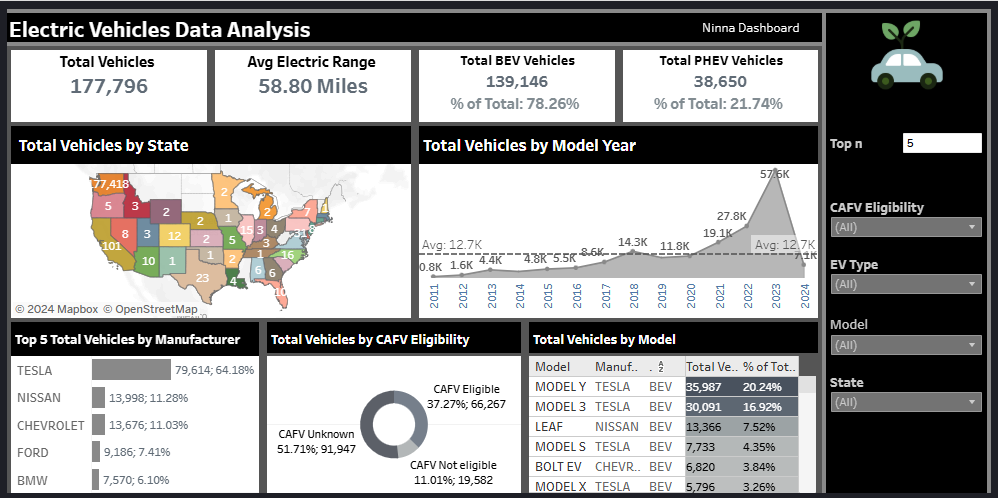 Electric Vehicles Data Analysis
Ninna Dashboard
Total Vehicles
177,796
Avg Electric Range
58.80 Miles
Total BEV Vehicles
139,146
% of Total: 78.26%
Total PHEV Vehicles
38,650
% of Total: 21.74%
Top n
5
CAFV Eligibility
(All)
EV Type
(All)
Model
(All)
State
(All)
Total Vehicles by State
77,418
5
3
2
2
2
1
2
7
101
8
3
12
2
5
15
3
4
31
8
10
1
1
2
1
3
16
23
4
6
6
10
© 2024 Mapbox © OpenStreetMap
Total Vehicles by Model Year
57.6K
27.8K
19.1K
14.3K
11.8K
8.6K
5.5K
4.8K
4.4K
1.6K
0.8K
7.1K
Avg: 12.7K
Avg: 12.7K
2011 2012 2013 2014 2015 2016 2017 2018 2019 2020 2021 2022 2023 2024
Top 5 Total Vehicles by Manufacturer
TESLA 79,614; 64.18%
NISSAN 13,998; 11.28%
CHEVROLET 13,676; 11.03%
FORD 9,186; 7.41%
BMW 7,570; 6.10%
Total Vehicles by CAFV Eligibility
CAFV Eligible
37.27%; 66,267
CAFV Unknown
51.71%; 91,947
CAFV Not eligible
11.01%; 19,582
Total Vehicles by Model
Model Manuf.. . Total Ve.. % of Tot..
MODEL Y TESLA BEV 35,987 20.24%
MODEL 3 TESLA BEV 30,091 16.92%
LEAF NISSAN BEV 13,366 7.52%
MODEL S TESLA BEV 7,733 4.35%
BOLT EV CHEVR.. BEV 6,820 3.84%
MODEL X TESLA BEV 5,796 3.26%